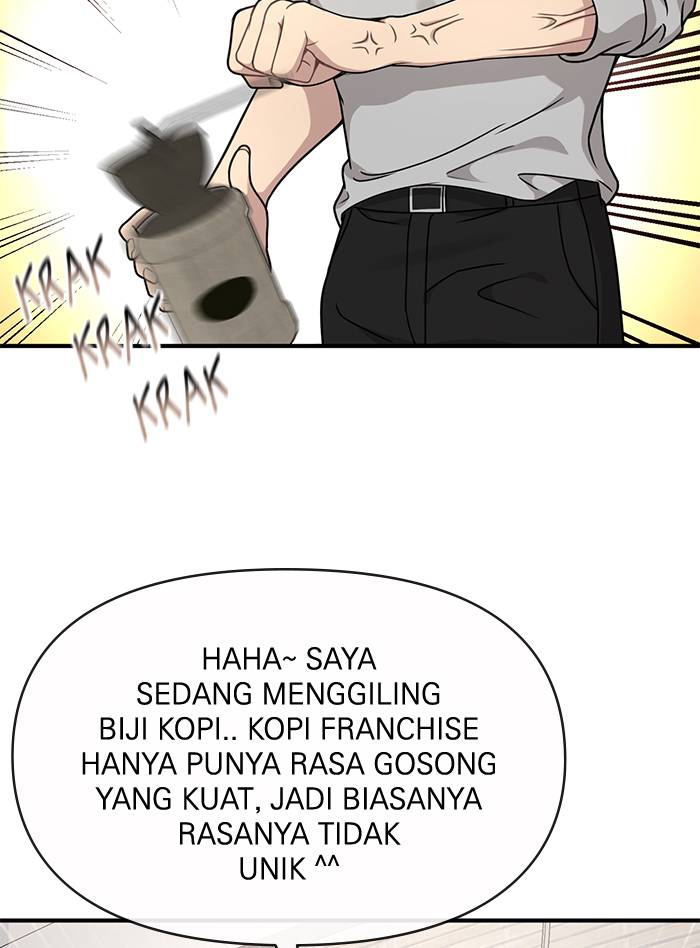 KRAK
KRAK
KRAK
HAHA~ SAYA
SEDANG MENGGILING
BIJI KOPI.. KOPI FRANCHISE
HANYA PUNYA RASA GOSONG
YANG KUAT, JADI BIASANYA
RASANYA TIDAK
UNIK ^^